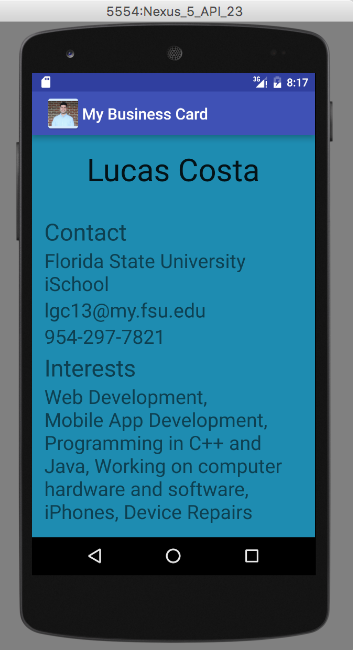 5554:Nexus_5_API_23
3G 8:17
My Business Card
Lucas Costa
Contact
Florida State University
iSchool
lgc13@my.fsu.edu
954-297-7821
Interests
Web Development,
Mobile App Development,
Programming in C++ and
Java, Working on computer
hardware and software,
iPhones, Device Repairs